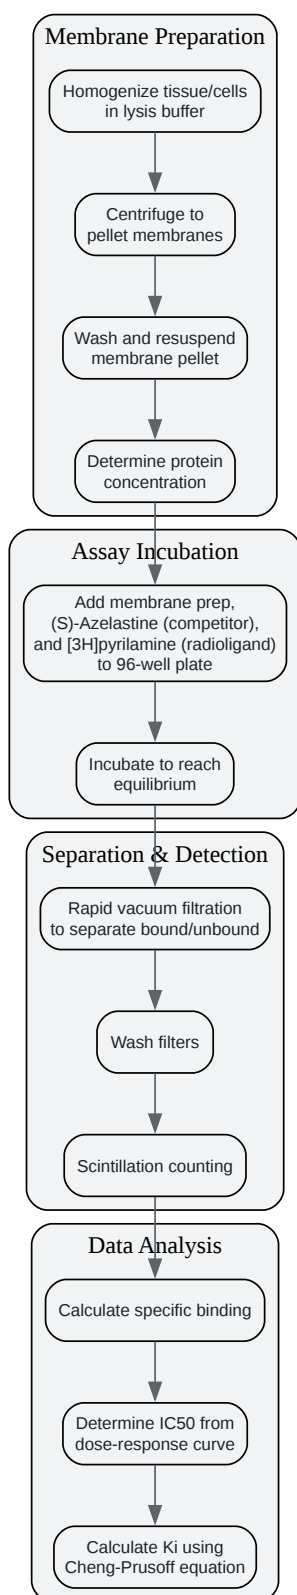 Membrane Preparation
Homogenize tissue/cells
in lysis buffer
Centrifuge to
pellet membranes
Wash and resuspend
membrane pellet
Determine protein
concentration
Assay Incubation
Add membrane prep,
(S)-Azelastine (competitor),
and [3H]pyrilamine (radioligand)
to 96-well plate
Incubate to reach
equilibrium
Separation & Detection
Rapid vacuum filtration
to separate bound/unbound
Wash filters
Scintillation counting
Data Analysis
Calculate specific binding
Determine IC50 from
dose-response curve
Calculate Ki using
Cheng-Prusoff equation